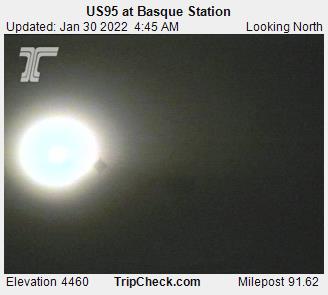 US95 at Basque Station
Updated: Jan 30 2022 4:45 AM Looking North
Elevation 4460 TripCheck.com Milepost 91.62